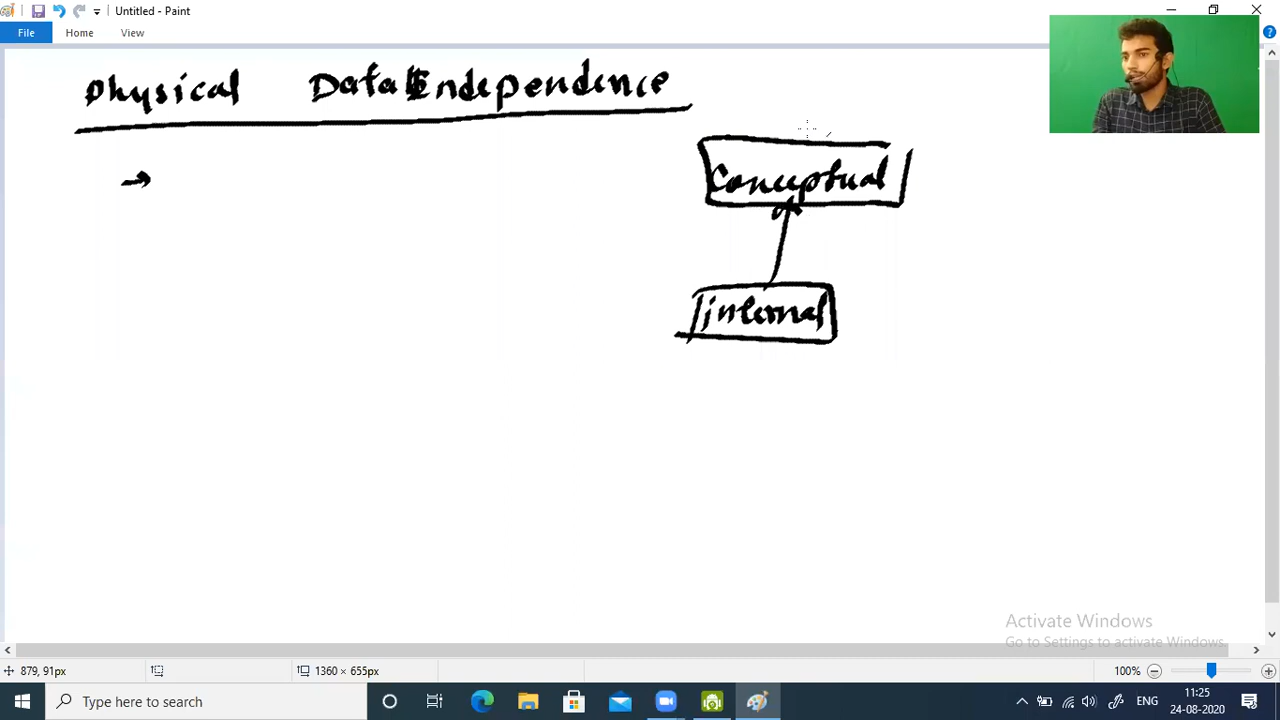 Untitled - Paint
File Home View
Physical Data Independence
→
Conceptual
internal
Activate Windows
Go to Settings to activate Windows.
879, 91px
1360 × 655px
100%
Type here to search
ENG
11:25
24-08-2020